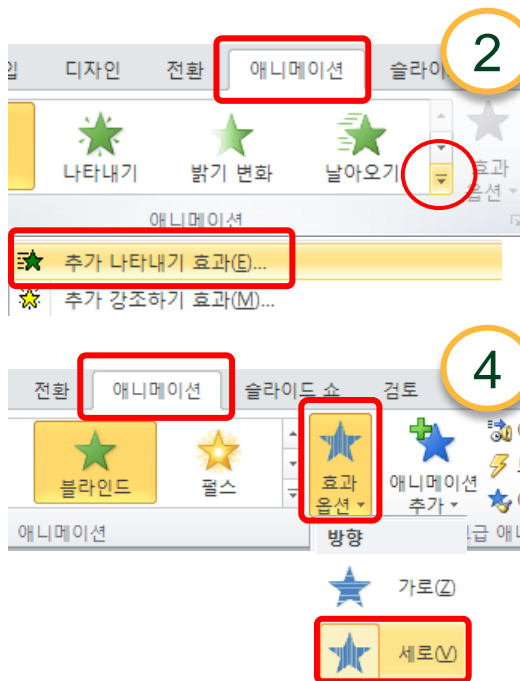 2
디자인 전환 애니메이션
나타내기 밝기 변화 날아오기 효과
옵션
애니메이션
추가 나타내기 효과(E)...
추가 강조하기 효과(M)...
4
전환 애니메이션 슬라이드 쇼 검토
블라인드 펄스 효과 애니메이션
옵션 추가
애니메이션
방향
가로(Z)
세로(V)